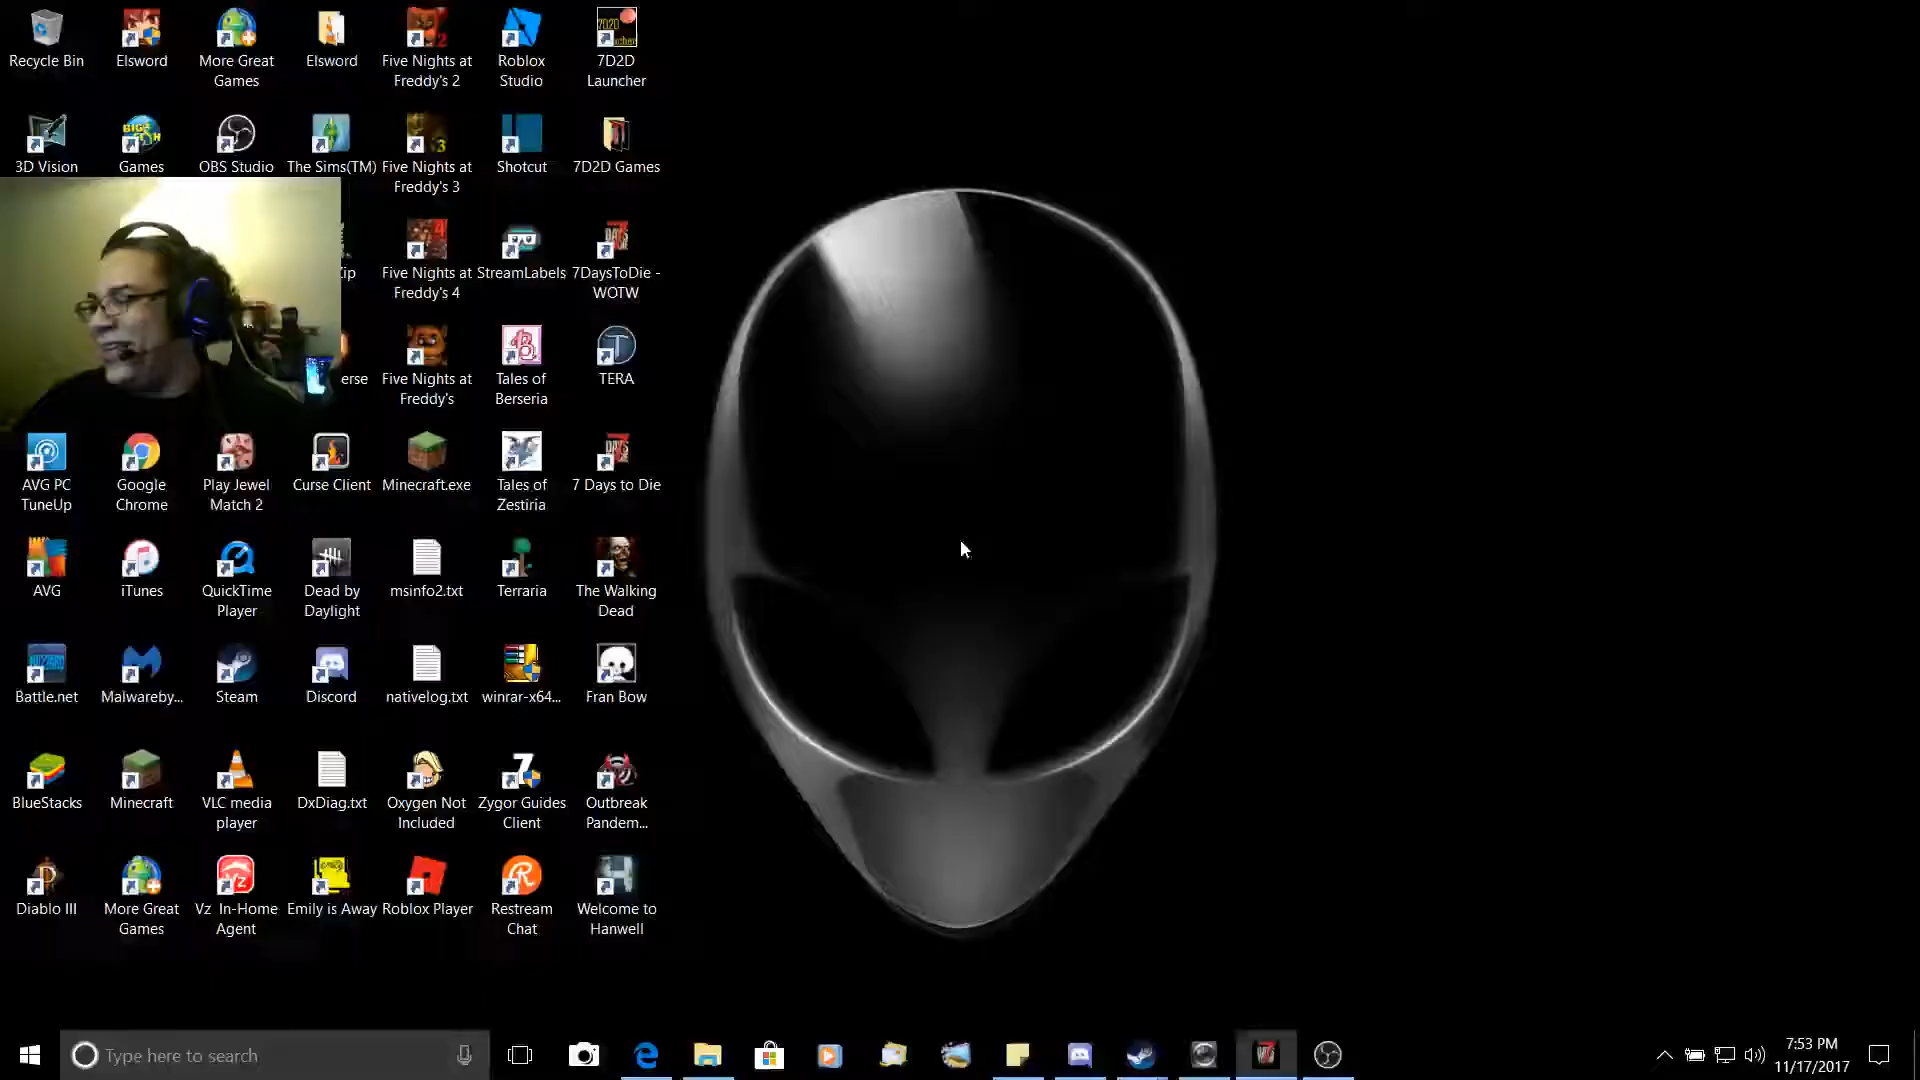 Recycle Bin
Elsword
More Great
Games
Elsword
Five Nights at
Freddy's 2
Roblox
Studio
7D2D
Launcher
3D Vision
Games
OBS Studio
The Sims(TM)
Five Nights at
Freddy's 3
Shotcut
7D2D Games
Five Nights at
Freddy's 4
StreamLabels
7DaysToDie -
WOTW
erse
Five Nights at
Freddy's
Tales of
Berseria
TERA
AVG PC
TuneUp
Google
Chrome
Play Jewel
Match 2
Curse Client
Minecraft.exe
Tales of
Zestiria
7 Days to Die
AVG
iTunes
QuickTime
Player
Dead by
Daylight
msinfo2.txt
Terraria
The Walking
Dead
Battle.net
Malwareby...
Steam
Discord
nativelog.txt
winrar-x64...
Fran Bow
BlueStacks
Minecraft
VLC media
player
DxDiag.txt
Oxygen Not
Included
Zygor Guides
Client
Outbreak
Pandem...
Diablo III
More Great
Games
Vz In-Home
Agent
Emily is Away
Roblox Player
Restream
Chat
Welcome to
Hanwell
Type here to search
7:53 PM
11/17/2017